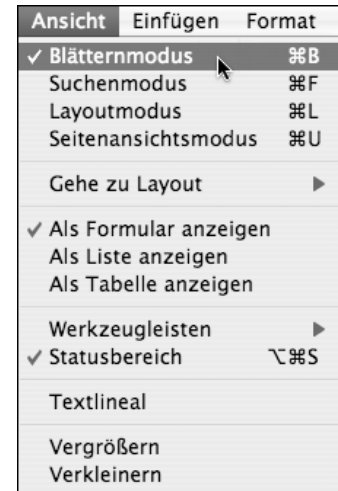 Ansicht Einfügen Format
✓ Blätternmodus ⌘B
Suchenmodus ⌘F
Layoutmodus ⌘L
Seitenansichtsmodus ⌘U
Gehe zu Layout ▶
✓ Als Formular anzeigen
Als Liste anzeigen
Als Tabelle anzeigen
Werkzeugleisten ▶
✓ Statusbereich ⌥⌘S
Textlineal
Vergrößern
Verkleinern